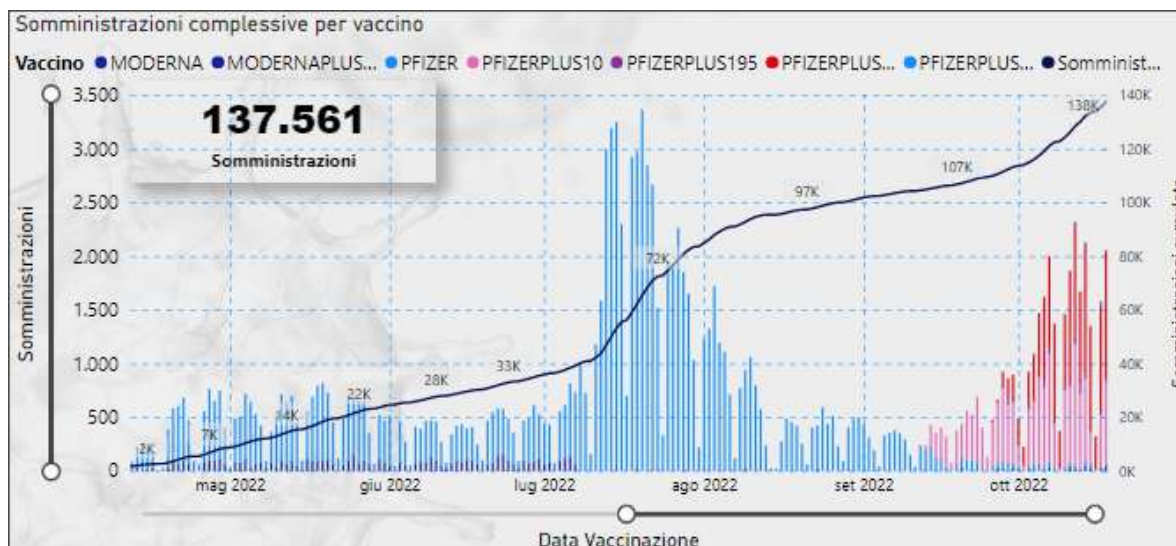 Somministrazioni complessive per vaccino
Vaccino MODERNA MODERNAPLUS... PFIZER PFIZERPLUS10 PFIZERPLUS195 PFIZERPLUS... PFIZERPLUS... Somminist...
137.561
Somministrazioni
3.500
3.000
2.500
2.000
1.500
1.000
500
0
Somministrazioni
140K
120K
100K
80K
60K
40K
20K
0K
2K
7K
14K
22K
28K
33K
72K
97K
107K
138K
mag 2022 giu 2022 lug 2022 ago 2022 set 2022 ott 2022
Data Vaccinazione